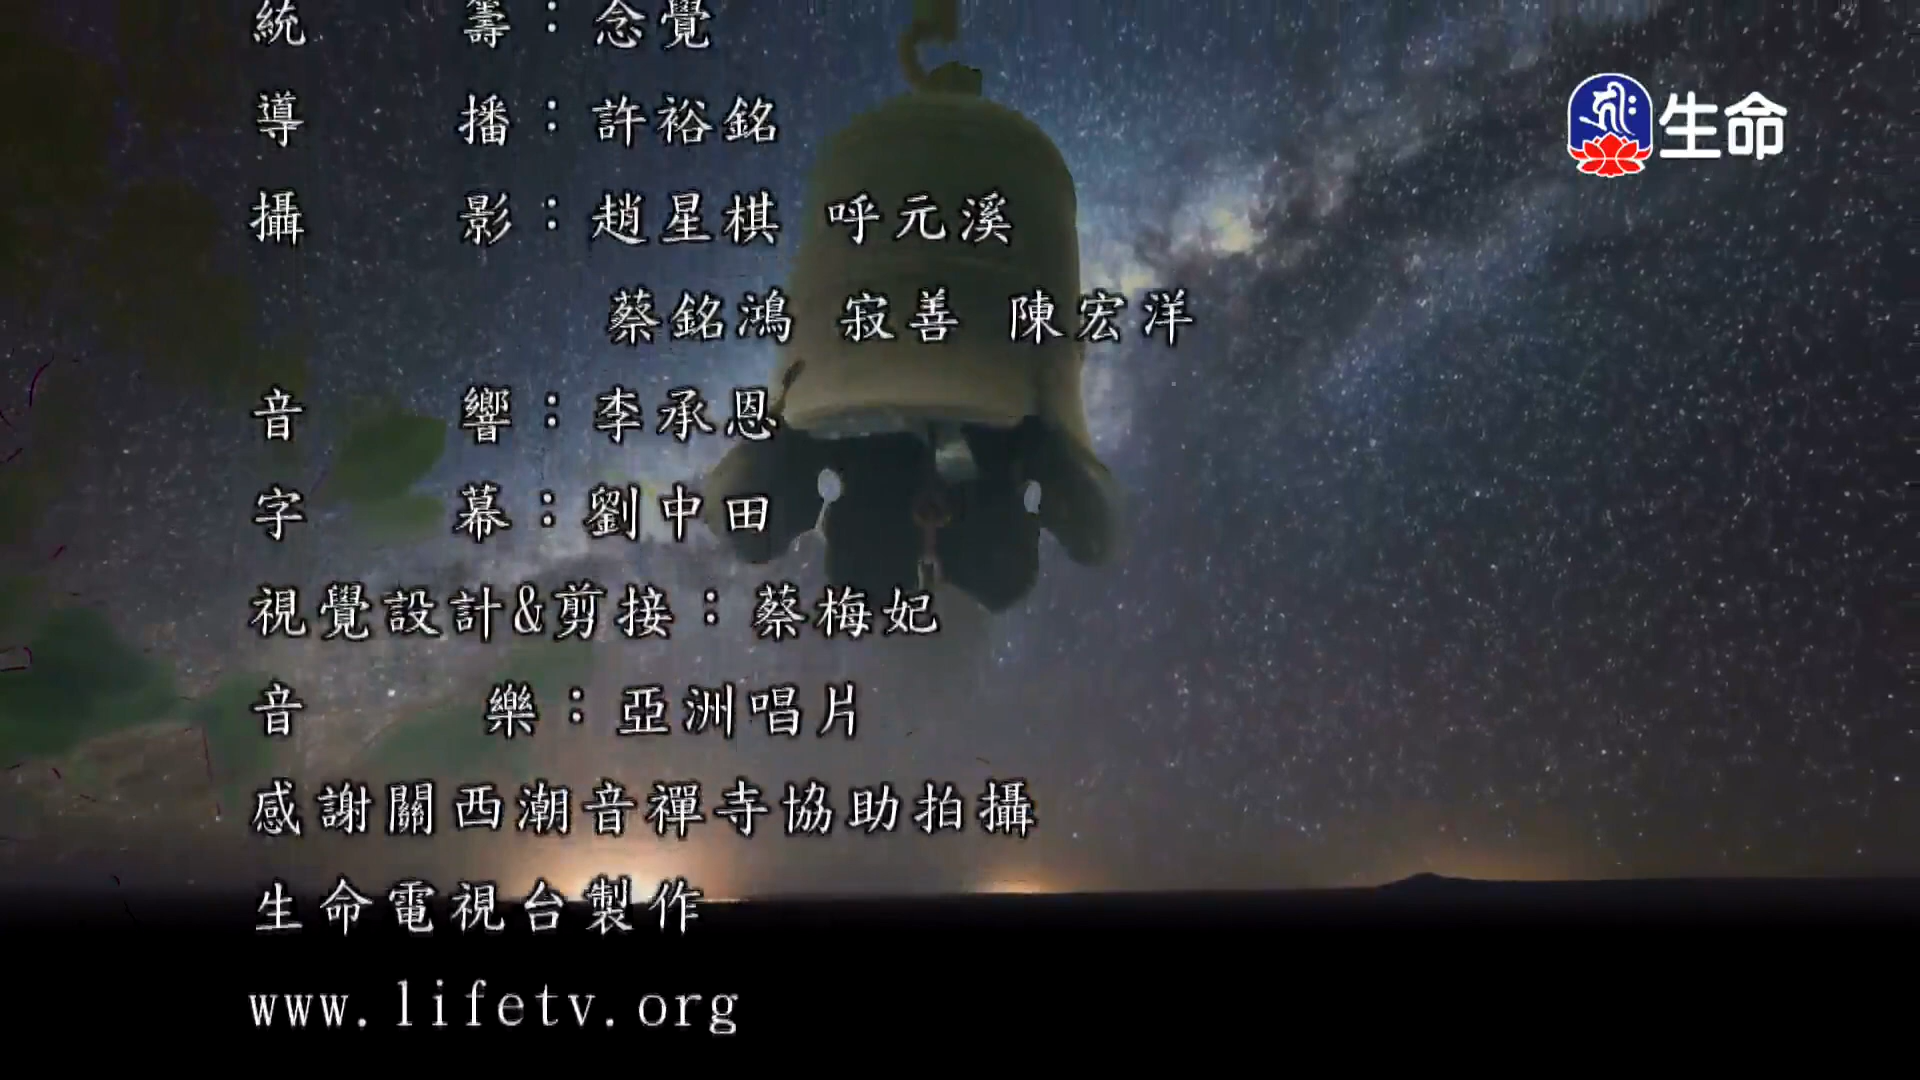 統籌：念覺
導播：許裕銘
生命
攝影：趙星棋 呼元溪
蔡銘鴻 寂善 陳宏洋
音響：李承恩
字幕：劉中田
視覺設計&剪接：蔡梅妃
音樂：亞洲唱片
感謝關西潮音禪寺協助拍攝
生命電視台製作
www.lifetv.org